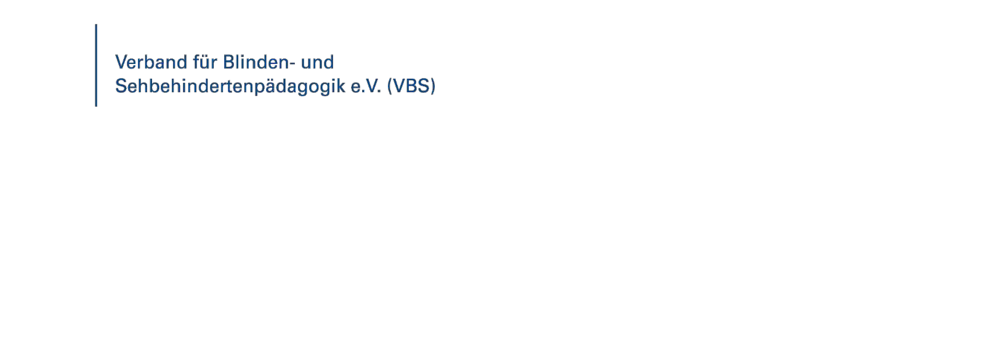 Verband für Blinden- und
Sehbehindertenpädagogik e.V. (VBS)